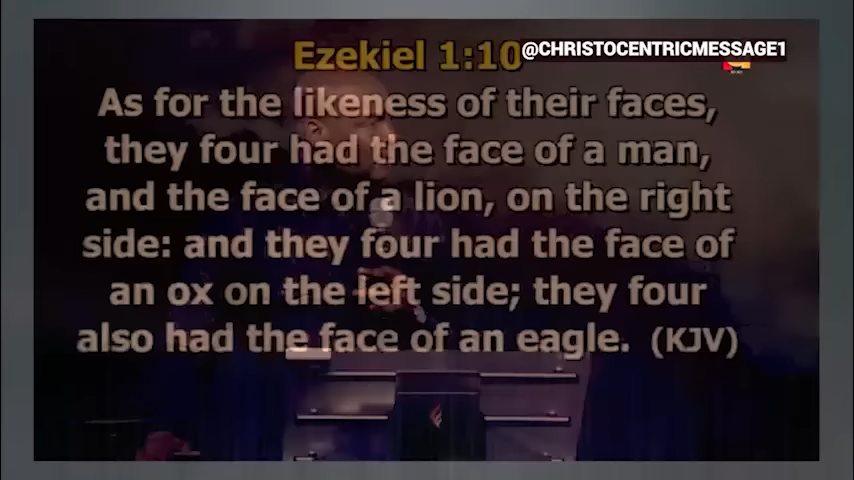 Ezekiel 1:10
@CHRISTOCENTRICMESSAGE1
As for the likeness of their faces,
they four had the face of a man,
and the face of a lion, on the right
side: and they four had the face of
an ox on the left side; they four
also had the face of an eagle. (KJV)